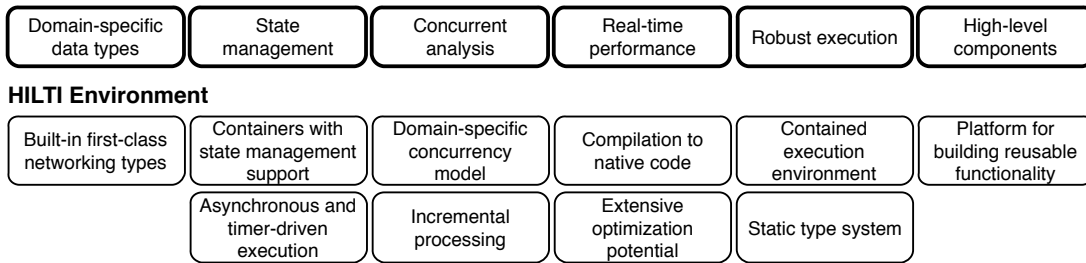 Domain-specific
data types
State
management
Concurrent
analysis
Real-time
performance
Robust execution
High-level
components
HILTI Environment
Built-in first-class
networking types
Containers with
state management
support
Domain-specific
concurrency
model
Compilation to
native code
Contained
execution
environment
Platform for
building reusable
functionality
Asynchronous and
timer-driven
execution
Incremental
processing
Extensive
optimization
potential
Static type system